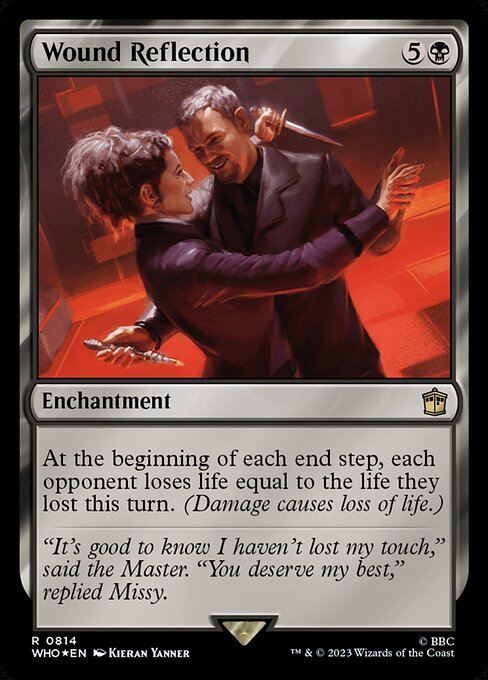 Wound Reflection 5
Enchantment
At the beginning of each end step, each
opponent loses life equal to the life they
lost this turn. (Damage causes loss of life.)
“It’s good to know I haven’t lost my touch,”
said the Master. “You deserve my best,”
replied Missy.
R 0814 © BBC
WHO★EN Kieran Yanner ™ & © 2023 Wizards of the Coast